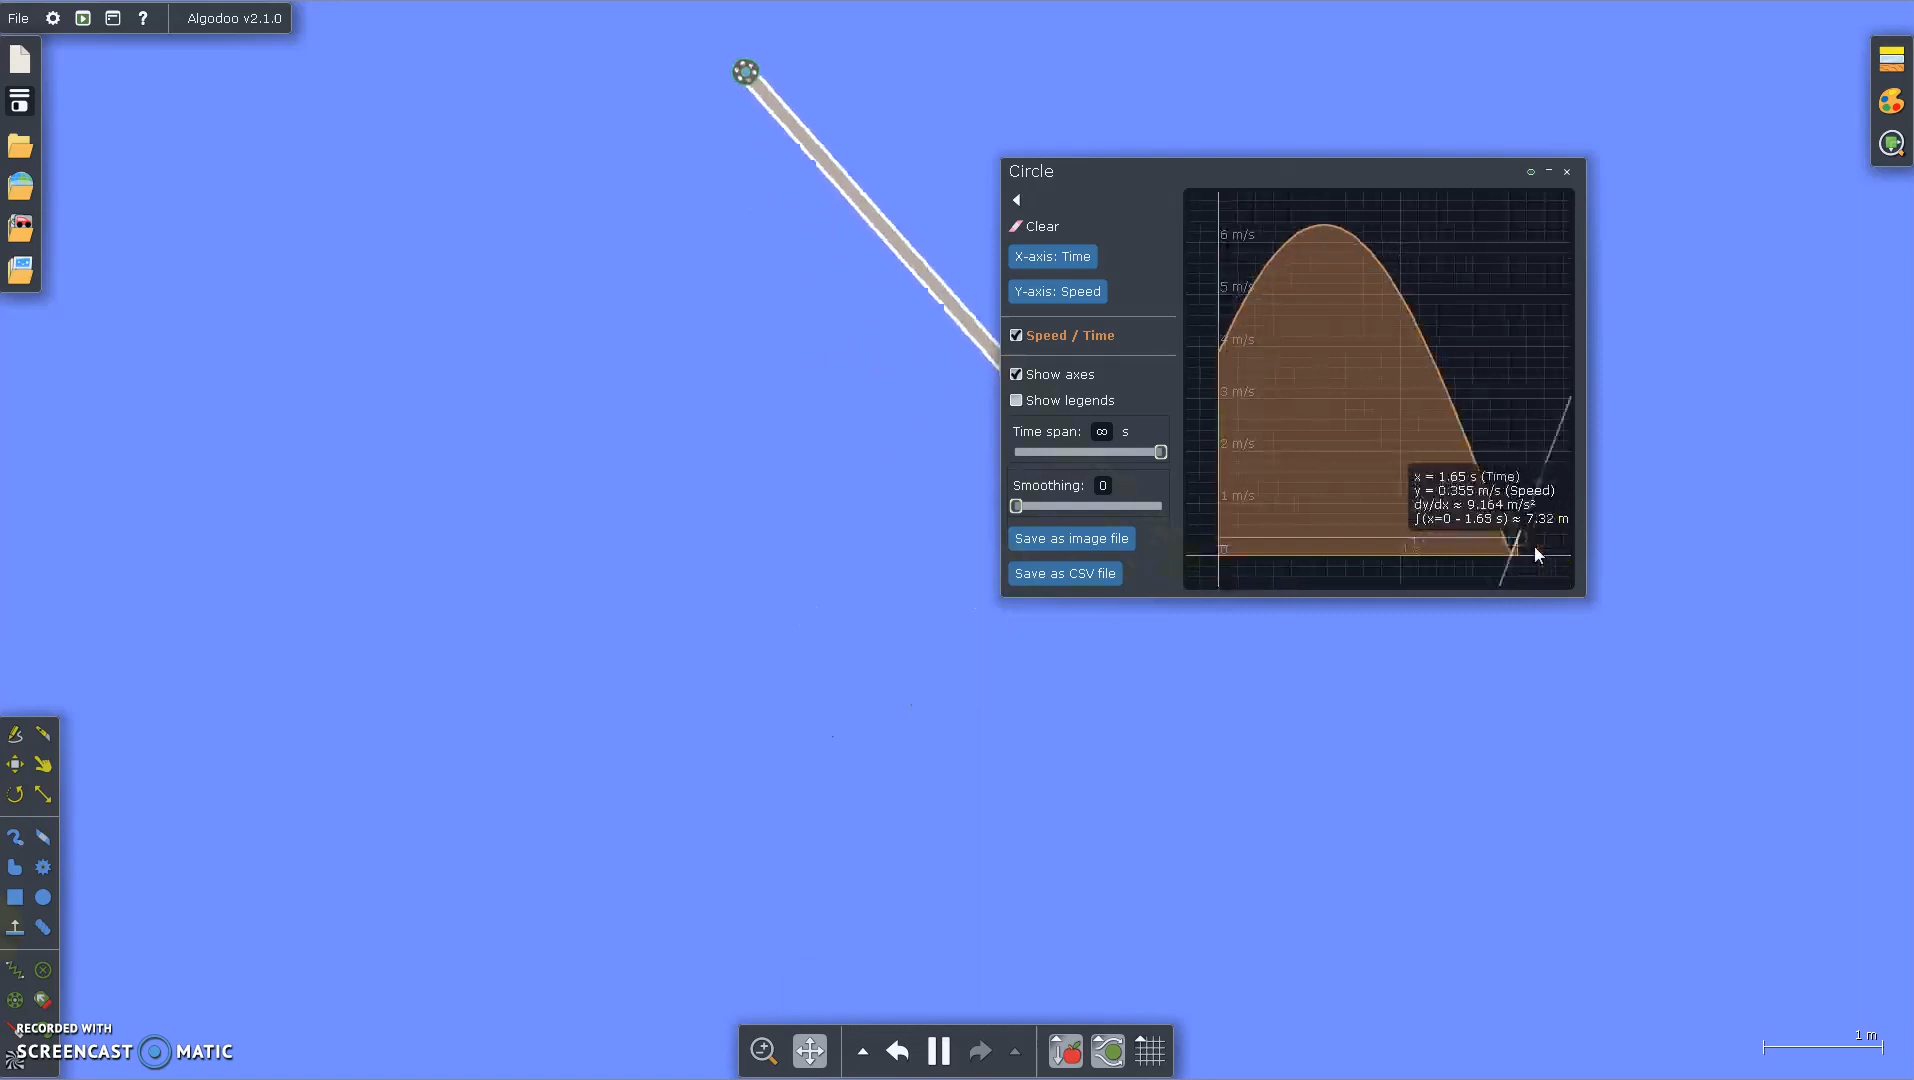 File
?
Algodoo v2.1.0
Circle
Clear
X-axis: Time
Y-axis: Speed
Speed / Time
Show axes
Show legends
Time span: ∞ s
Smoothing: 0
Save as image file
Save as CSV file
6 m/s
5 m/s
4 m/s
3 m/s
2 m/s
1 m/s
x = 1.65 s (Time)
y = 0.355 m/s (Speed)
dy/dx ≈ 9.164 m/s²
∫(x=0 - 1.65 s) ≈ 7.32 m
RECORDED WITH
SCREENCAST MATIC
1 m